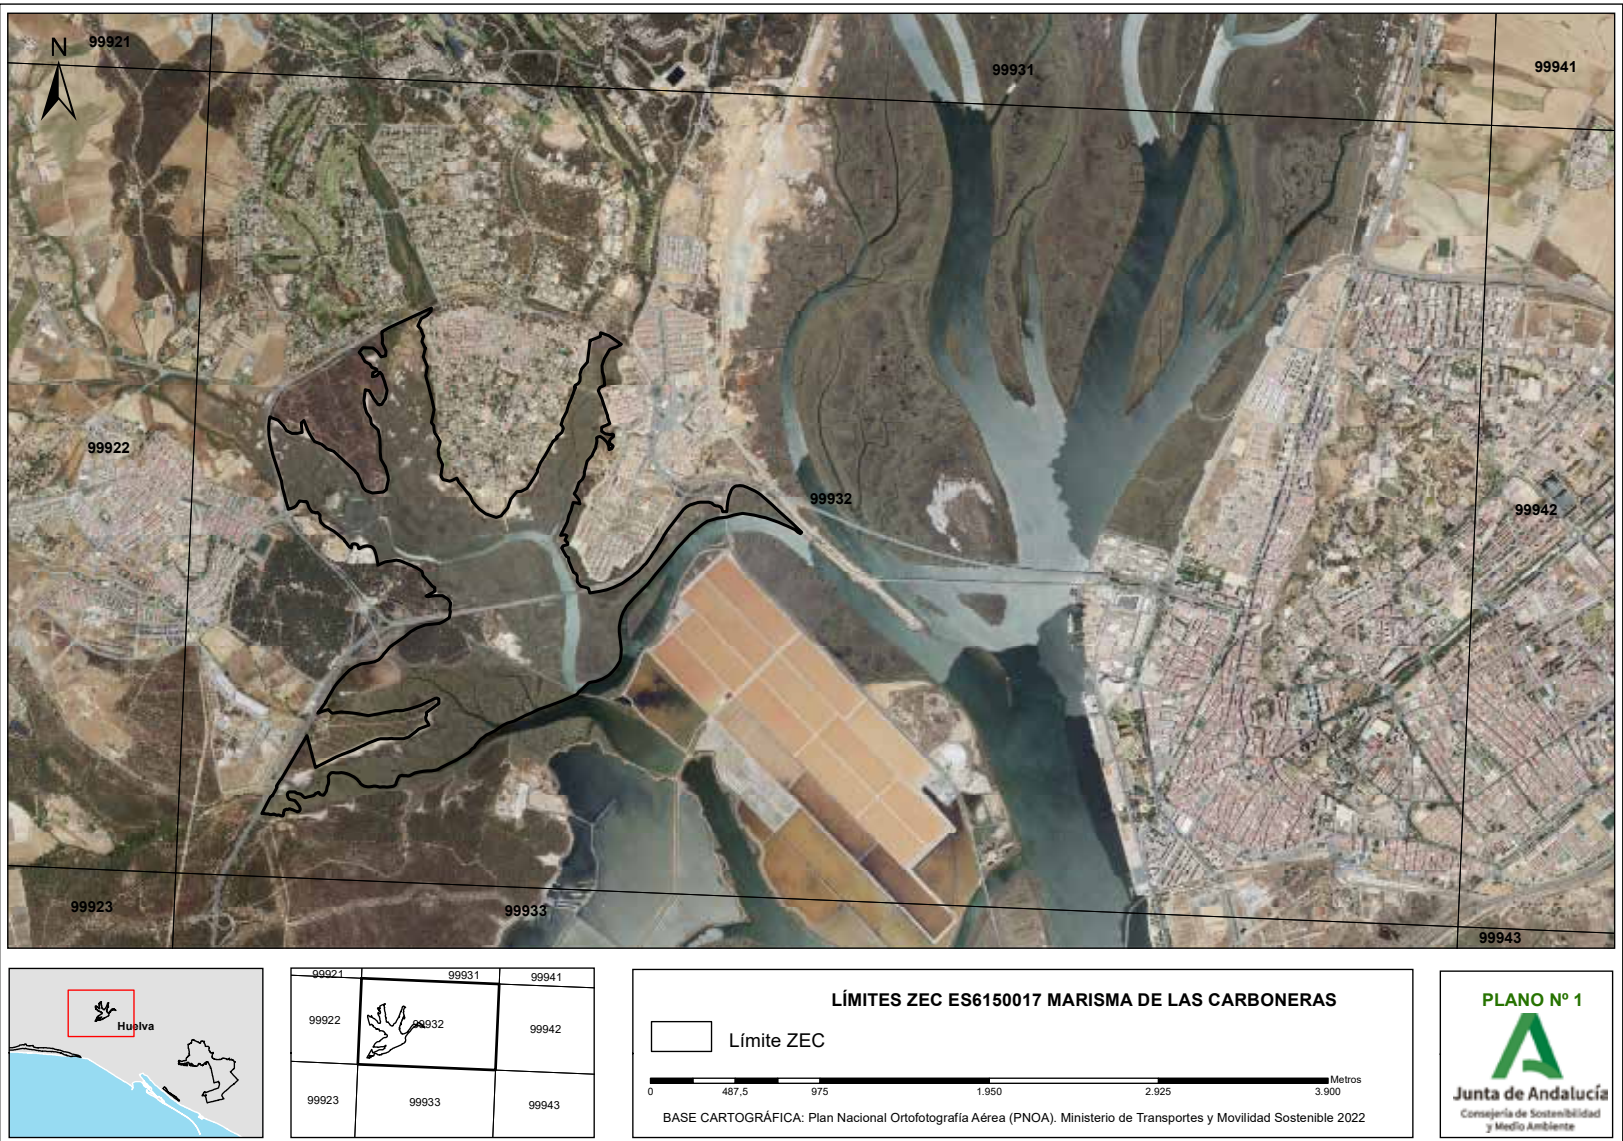 N
99921
99931
99941
99922
99932
99942
99923
99933
99943
Huelva
99921
99931
99941
99922
99932
99942
99923
99933
99943
LÍMITES ZEC ES6150017 MARISMA DE LAS CARBONERAS
Límite ZEC
Metros
0
487,5
975
1.950
2.925
3.900
BASE CARTOGRÁFICA: Plan Nacional Ortofotografía Aérea (PNOA). Ministerio de Transportes y Movilidad Sostenible 2022
PLANO Nº 1
Junta de Andalucía
Consejería de Sostenibilidad
y Medio Ambiente